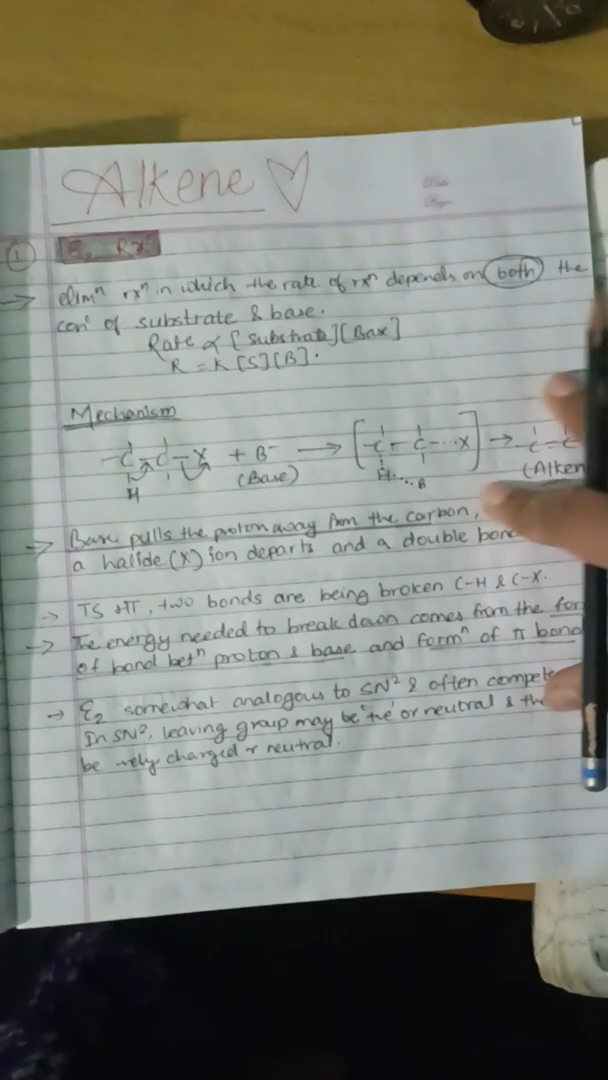 Alkene ♡
① E₂ Rxⁿ
→ elimⁿ rxⁿ in which the rate of rxⁿ depends on both the
conⁿ of substrate & base.
Rate ∝ [substrate][Base]
R = K [S][B].
Mechanism
-C-C-X + B⁻ → [-C-C---X] → -C-C
H (Base) H....B (Alken
→ Base pulls the proton away from the carbon,
a halide (X) ion departs and a double bond
→ TS, two bonds are being broken C-H & C-X.
→ The energy needed to break down comes from the for
of bond betⁿ proton & base and formⁿ of π bond
→ E₂ somewhat analogous to SN² & often compete
In SN², leaving group may be '+ve' or neutral & the
be -vely charged or neutral.